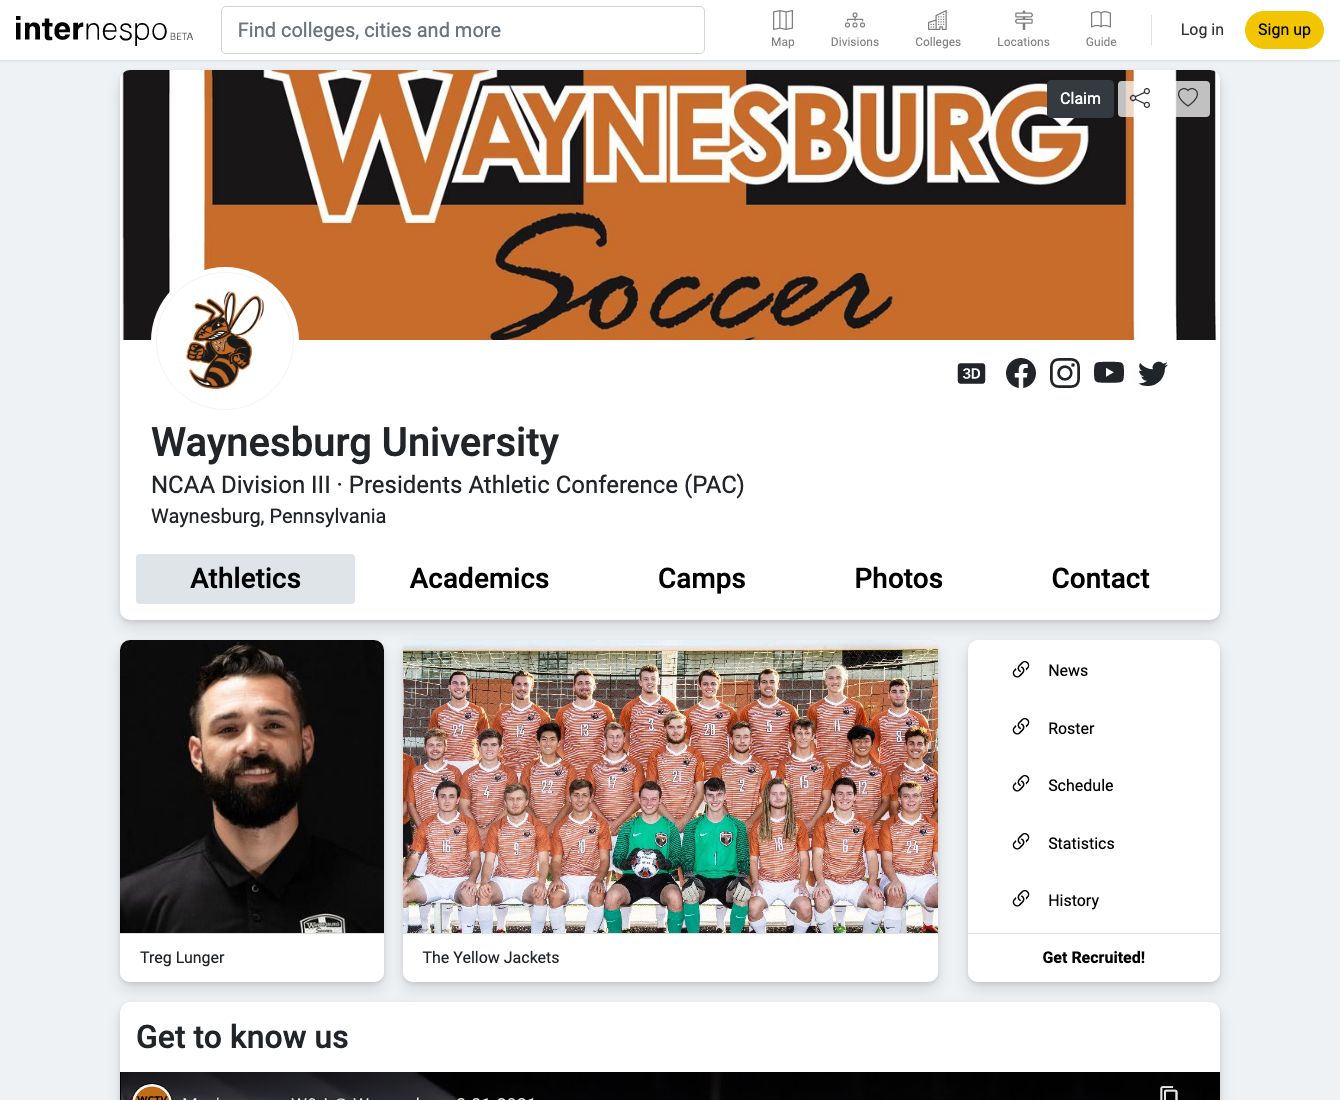 internespo BETA
Find colleges, cities and more
Map
Divisions
Colleges
Locations
Guide
Log in
Sign up
WAYNESBURG
Claim
Soccer
3D
Waynesburg University
NCAA Division III · Presidents Athletic Conference (PAC)
Waynesburg, Pennsylvania
Athletics
Academics
Camps
Photos
Contact
News
Roster
Schedule
Statistics
History
Treg Lunger
The Yellow Jackets
Get Recruited!
Get to know us